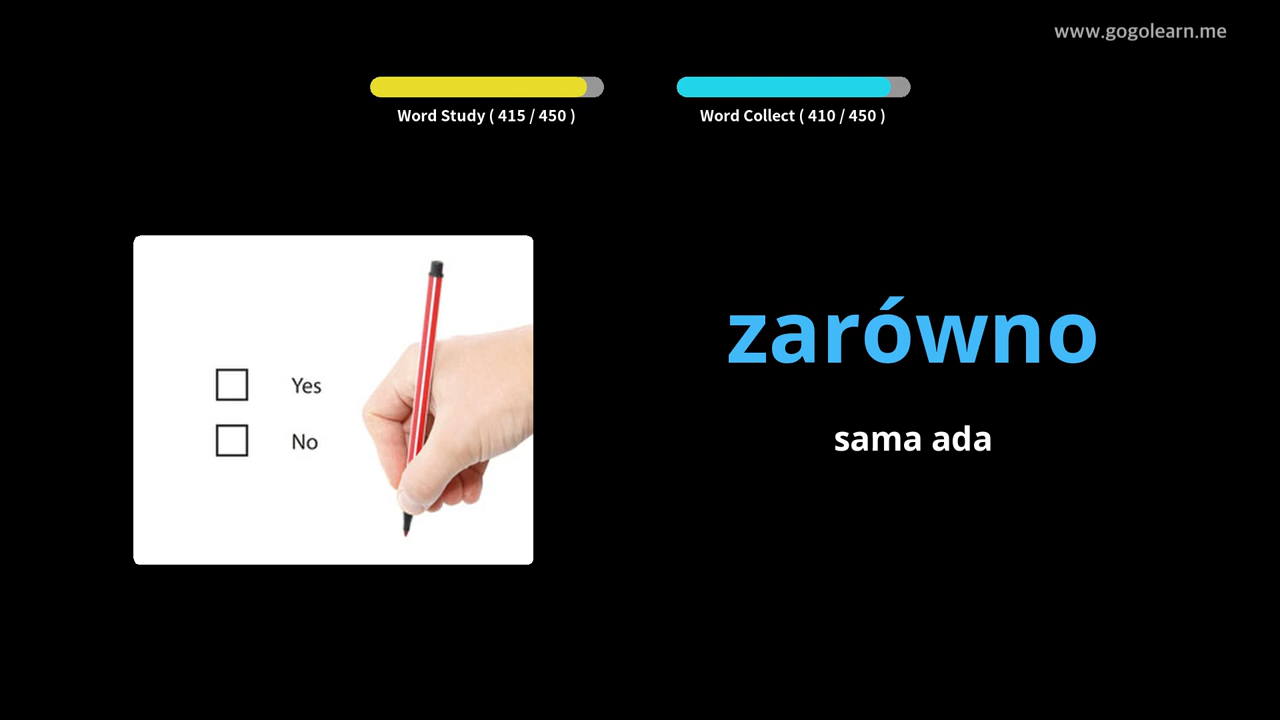 www.gogolearn.me
Word Study ( 415 / 450 )
Word Collect ( 410 / 450 )
Yes
No
zarówno
sama ada